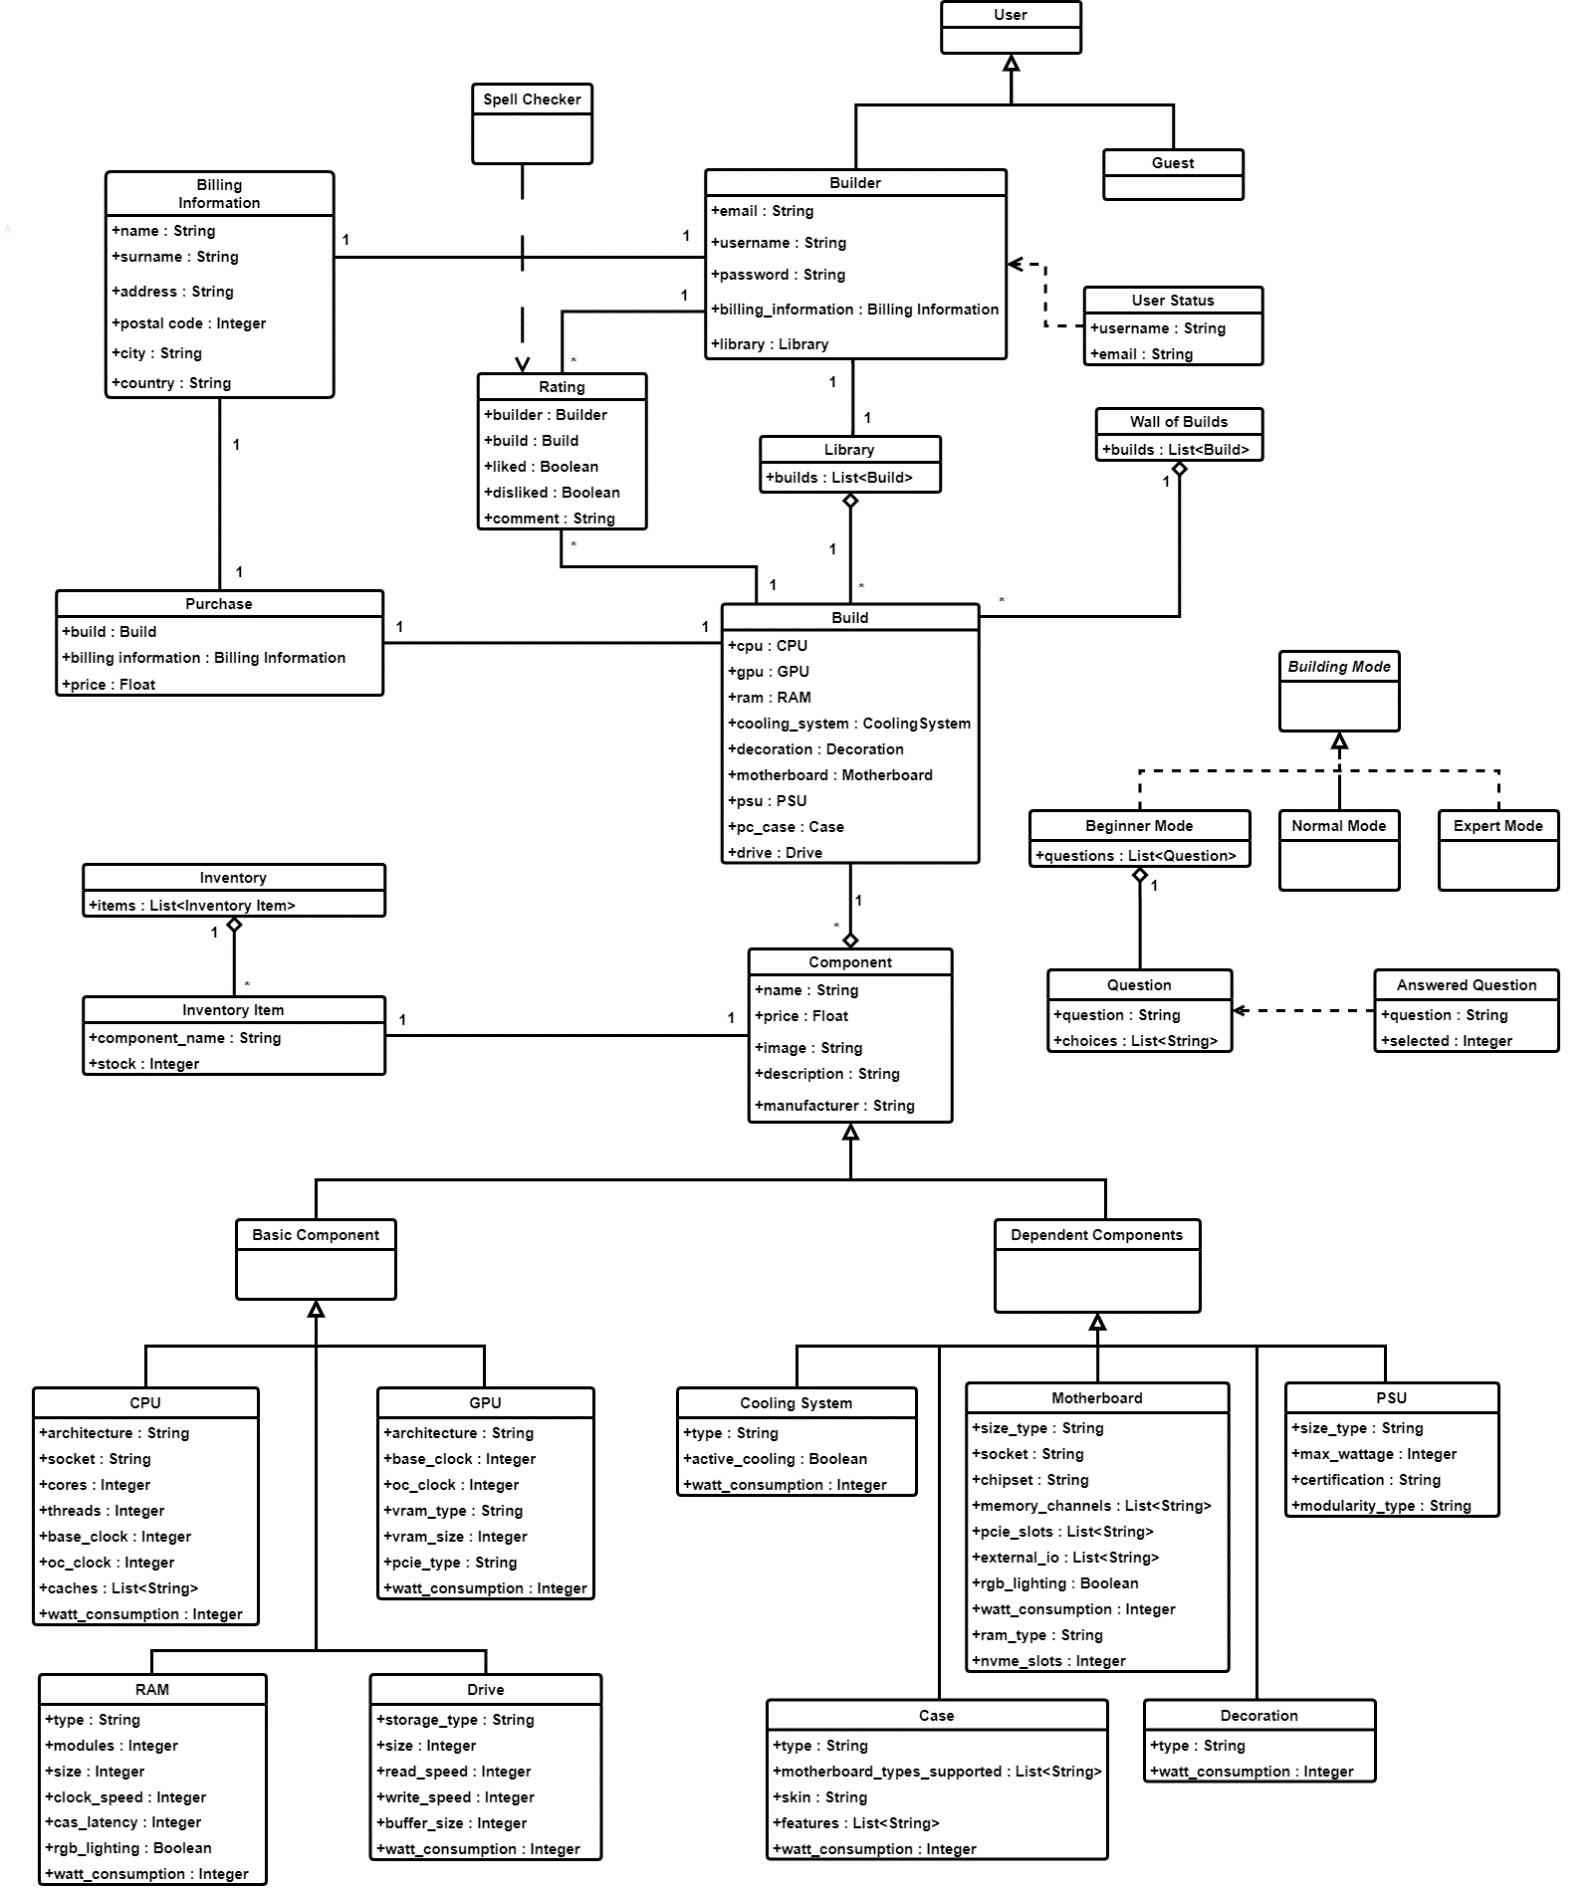 User
Spell Checker
Guest
Billing
Information
+name : String
+surname : String
+address : String
+postal code : Integer
+city : String
+country : String
Builder
+email : String
+username : String
+password : String
+billing_information : Billing Information
+library : Library
1
1
1
*
User Status
+username : String
+email : String
Rating
+builder : Builder
+build : Build
+liked : Boolean
+disliked : Boolean
+comment : String
1
1
Library
+builds : List<Build>
Wall of Builds
+builds : List<Build>
1
1
1
*
1
1
*
*
Purchase
+build : Build
+billing information : Billing Information
+price : Float
1
1
Build
+cpu : CPU
+gpu : GPU
+ram : RAM
+cooling_system : CoolingSystem
+decoration : Decoration
+motherboard : Motherboard
+psu : PSU
+pc_case : Case
+drive : Drive
Building Mode
Beginner Mode
+questions : List<Question>
Normal Mode
Expert Mode
1
Inventory
+items : List<Inventory Item>
1
*
1
*
Inventory Item
+component_name : String
+stock : Integer
1
1
Component
+name : String
+price : Float
+image : String
+description : String
+manufacturer : String
Question
+question : String
+choices : List<String>
Answered Question
+question : String
+selected : Integer
Basic Component
Dependent Components
CPU
+architecture : String
+socket : String
+cores : Integer
+threads : Integer
+base_clock : Integer
+oc_clock : Integer
+caches : List<String>
+watt_consumption : Integer
GPU
+architecture : String
+base_clock : Integer
+oc_clock : Integer
+vram_type : String
+vram_size : Integer
+pcie_type : String
+watt_consumption : Integer
Cooling System
+type : String
+active_cooling : Boolean
+watt_consumption : Integer
Motherboard
+size_type : String
+socket : String
+chipset : String
+memory_channels : List<String>
+pcie_slots : List<String>
+external_io : List<String>
+rgb_lighting : Boolean
+watt_consumption : Integer
+ram_type : String
+nvme_slots : Integer
PSU
+size_type : String
+max_wattage : Integer
+certification : String
+modularity_type : String
RAM
+type : String
+modules : Integer
+size : Integer
+clock_speed : Integer
+cas_latency : Integer
+rgb_lighting : Boolean
+watt_consumption : Integer
Drive
+storage_type : String
+size : Integer
+read_speed : Integer
+write_speed : Integer
+buffer_size : Integer
+watt_consumption : Integer
Case
+type : String
+motherboard_types_supported : List<String>
+skin : String
+features : List<String>
+watt_consumption : Integer
Decoration
+type : String
+watt_consumption : Integer